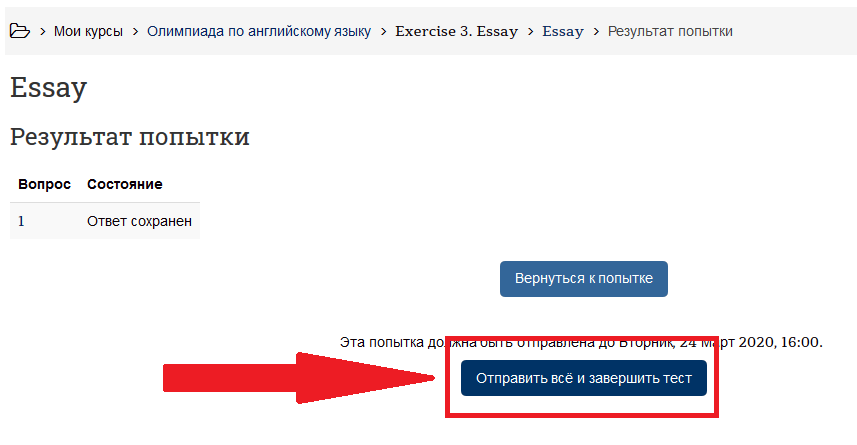 Мои курсы > Олимпиада по английскому языку > Exercise 3. Essay > Essay > Результат попытки
Essay
Результат попытки
Вопрос Состояние
1 Ответ сохранен
Вернуться к попытке
Эта попытка должна быть отправлена до Вторник, 24 Март 2020, 16:00.
Отправить всё и завершить тест